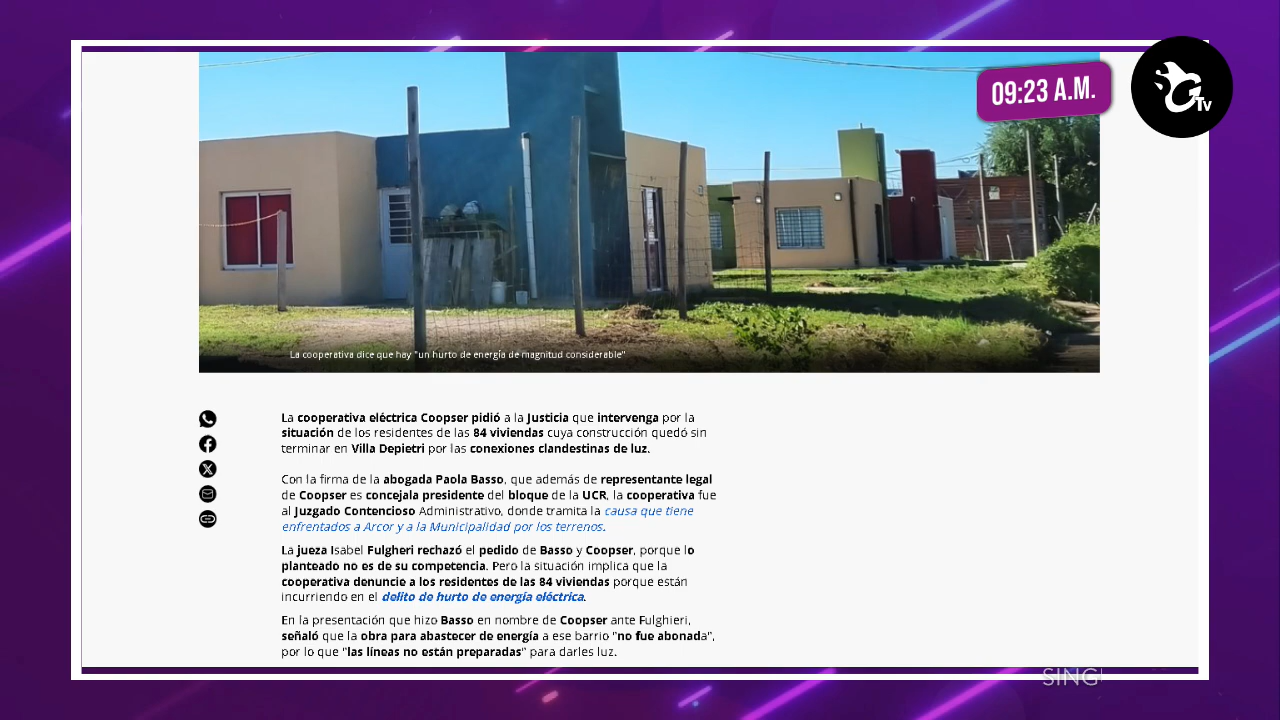 09:23 A.M.
GTv
La cooperativa dice que hay "un hurto de energía de magnitud considerable"
La cooperativa eléctrica Coopser pidió a la Justicia que intervenga por la
situación de los residentes de las 84 viviendas cuya construcción quedó sin
terminar en Villa Depietri por las conexiones clandestinas de luz.
Con la firma de la abogada Paola Basso, que además de representante legal
de Coopser es concejala presidente del bloque de la UCR, la cooperativa fue
al Juzgado Contencioso Administrativo, donde tramita la causa que tiene
enfrentados a Arcor y a la Municipalidad por los terrenos.
La jueza Isabel Fulgheri rechazó el pedido de Basso y Coopser, porque lo
planteado no es de su competencia. Pero la situación implica que la
cooperativa denuncie a los residentes de las 84 viviendas porque están
incurriendo en el delito de hurto de energía eléctrica.
En la presentación que hizo Basso en nombre de Coopser ante Fulghieri,
señaló que la obra para abastecer de energía a ese barrio "no fue abonada",
por lo que "las líneas no están preparadas" para darles luz.
SING